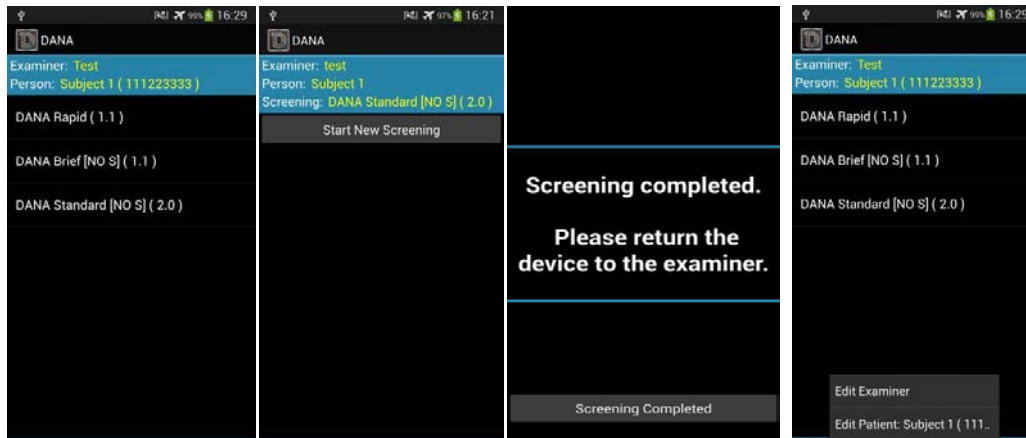 99% 16:29
DANA
Examiner: Test
Person: Subject 1 ( 111223333 )
DANA Rapid ( 1.1 )
DANA Brief [NO S] ( 1.1 )
DANA Standard [NO S] ( 2.0 )
97% 16:21
DANA
Examiner: test
Person: Subject 1
Screening: DANA Standard [NO S] ( 2.0 )
Start New Screening
Screening completed.
Please return the
device to the examiner.
Screening Completed
99% 16:29
DANA
Examiner: Test
Person: Subject 1 ( 111223333 )
DANA Rapid ( 1.1 )
DANA Brief [NO S] ( 1.1 )
DANA Standard [NO S] ( 2.0 )
Edit Examiner
Edit Patient: Subject 1 ( 111..